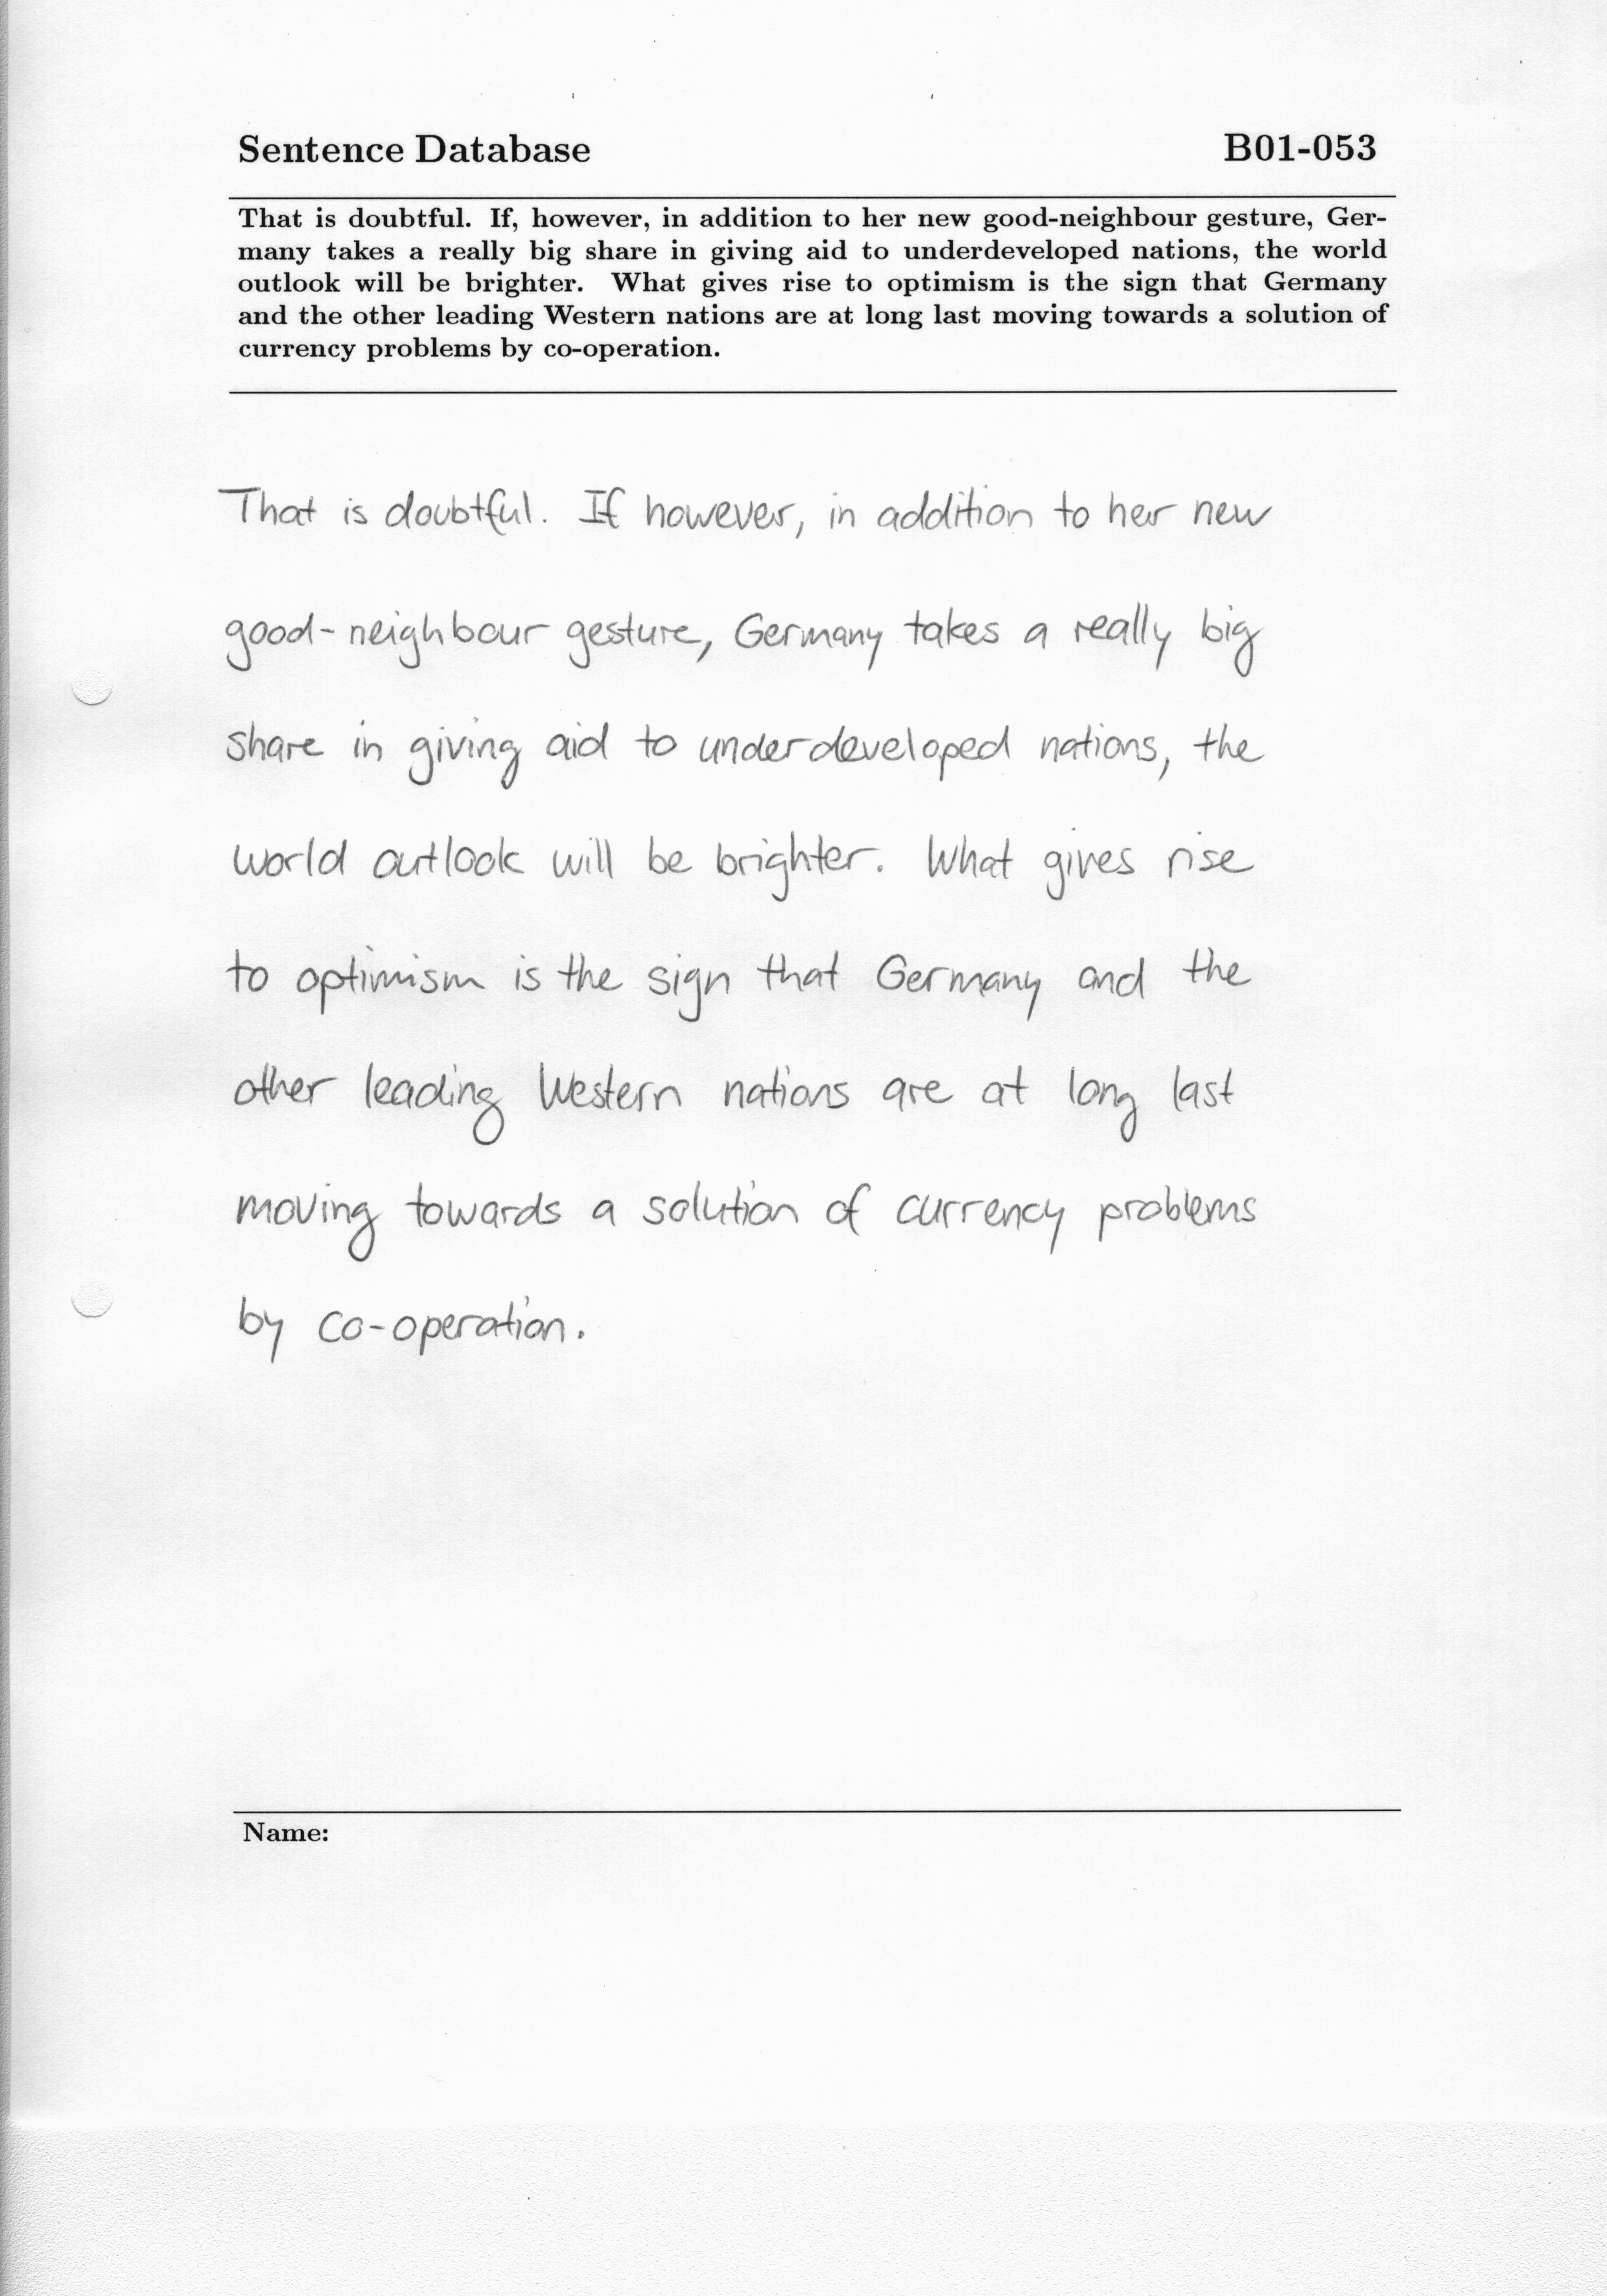 Sentence Database B01-053
That is doubtful. If, however, in addition to her new good-neighbour gesture, Ger-
many takes a really big share in giving aid to underdeveloped nations, the world
outlook will be brighter. What gives rise to optimism is the sign that Germany
and the other leading Western nations are at long last moving towards a solution of
currency problems by co-operation.
That is doubtful. If however, in addition to her new
good-neighbour gesture, Germany takes a really big
share in giving aid to underdeveloped nations, the
world outlook will be brighter. What gives rise
to optimism is the sign that Germany and the
other leading Western nations are at long last
moving towards a solution of currency problems
by co-operation.
Name: